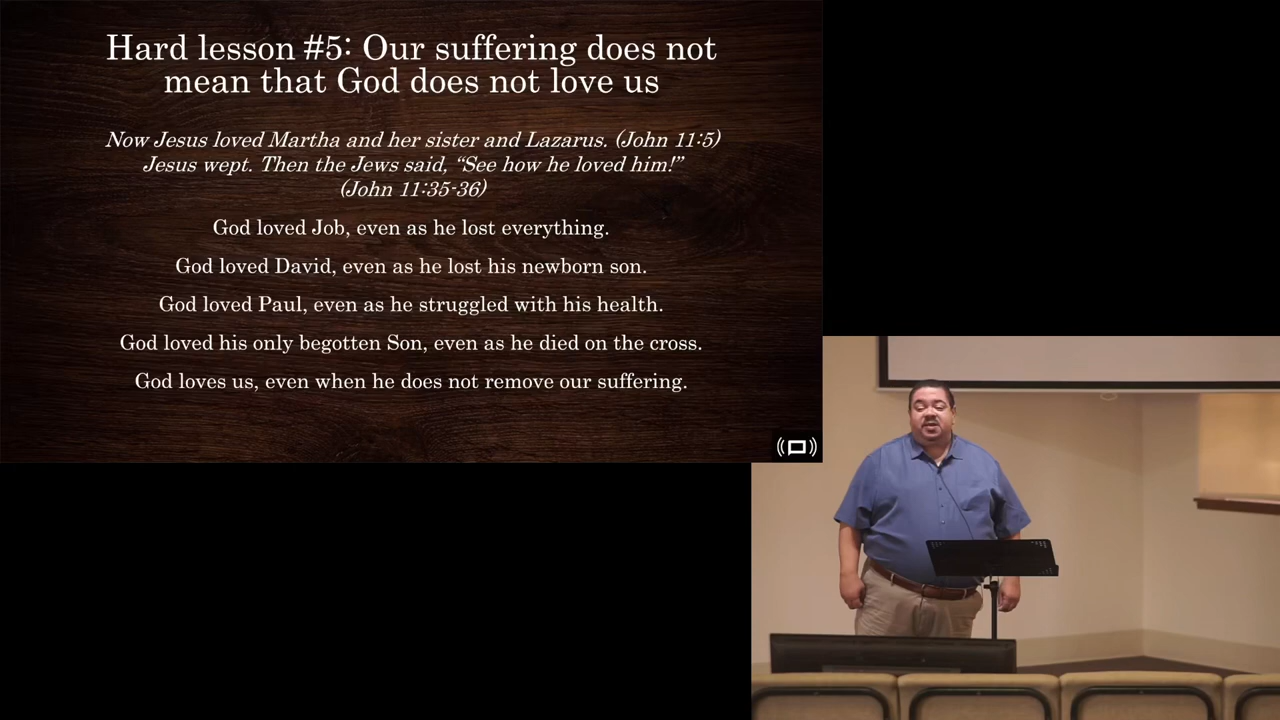 Hard lesson #5: Our suffering does not
mean that God does not love us
Now Jesus loved Martha and her sister and Lazarus. (John 11:5)
Jesus wept. Then the Jews said, “See how he loved him!”
(John 11:35-36)
God loved Job, even as he lost everything.
God loved David, even as he lost his newborn son.
God loved Paul, even as he struggled with his health.
God loved his only begotten Son, even as he died on the cross.
God loves us, even when he does not remove our suffering.